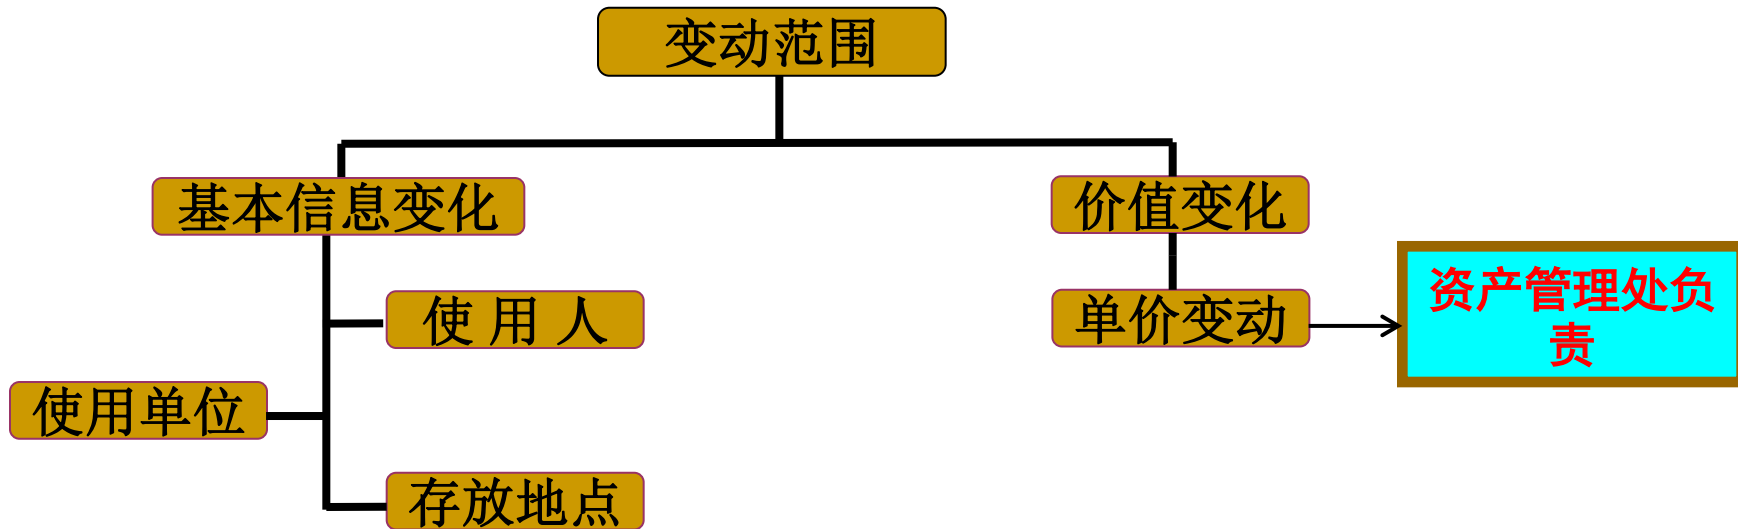 变动范围
基本信息变化
价值变化
使 用 人
单价变动
资产管理处负
责
使用单位
存放地点